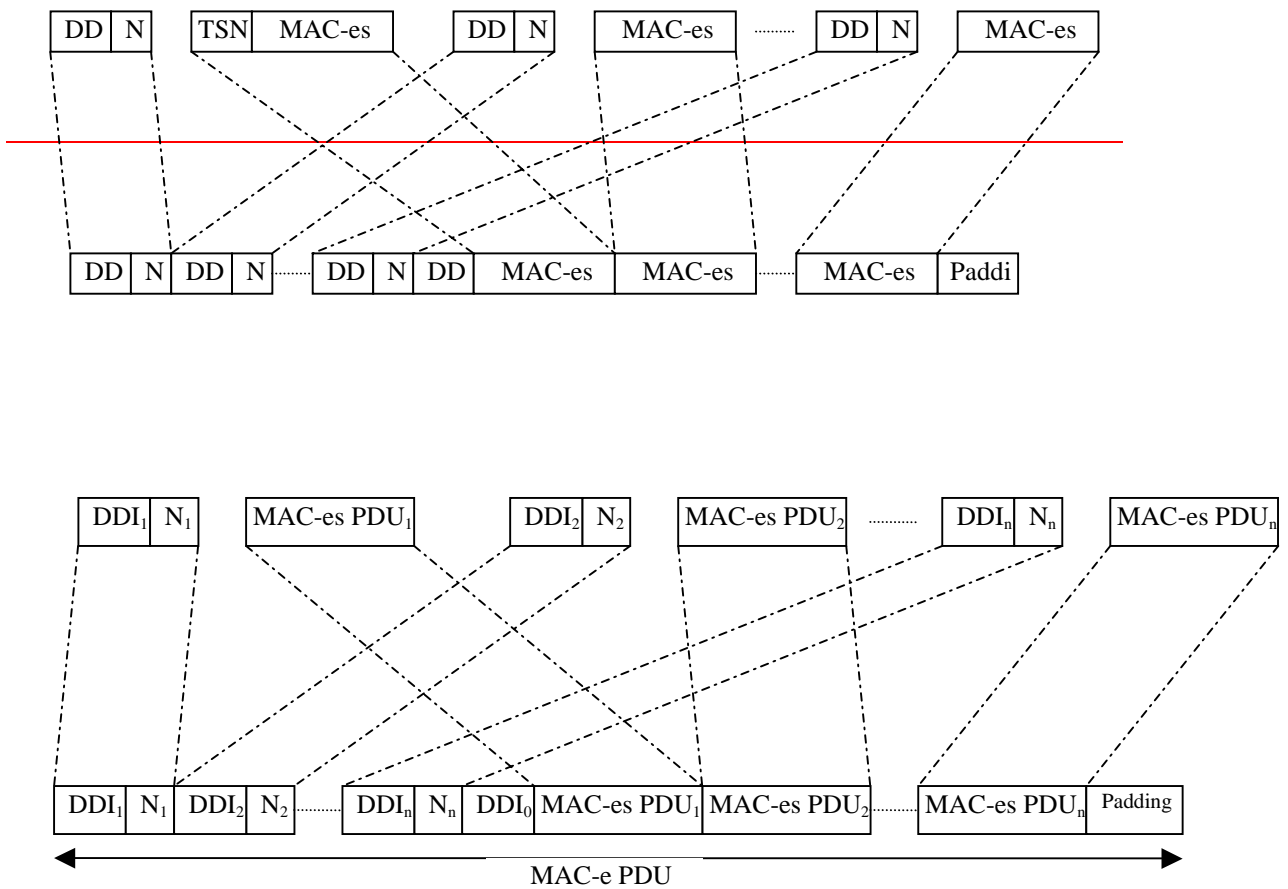 DD N TSN MAC-es DD N MAC-es DD N MAC-es
DD N DD N DD N DD MAC-es MAC-es MAC-es Paddi
DDI₁ N₁ MAC-es PDU₁ DDI₂ N₂ MAC-es PDU₂ DDIₙ Nₙ MAC-es PDUₙ
DDI₁ N₁ DDI₂ N₂ DDIₙ Nₙ DDI₀ MAC-es PDU₁ MAC-es PDU₂ MAC-es PDUₙ Padding
MAC-e PDU